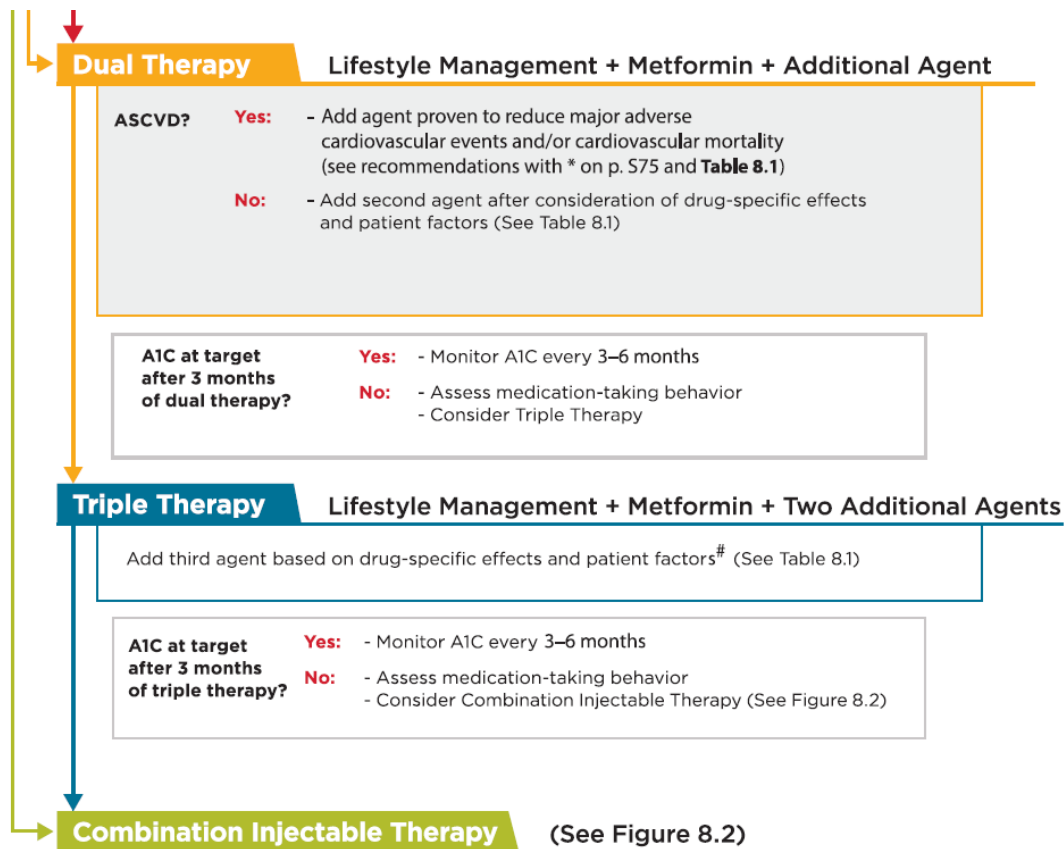 Dual Therapy Lifestyle Management + Metformin + Additional Agent
ASCVD? Yes: - Add agent proven to reduce major adverse
cardiovascular events and/or cardiovascular mortality
(see recommendations with * on p. S75 and Table 8.1)
No: - Add second agent after consideration of drug-specific effects
and patient factors (See Table 8.1)
A1C at target
after 3 months
of dual therapy?
Yes: - Monitor A1C every 3–6 months
No: - Assess medication-taking behavior
- Consider Triple Therapy
Triple Therapy Lifestyle Management + Metformin + Two Additional Agents
Add third agent based on drug-specific effects and patient factors# (See Table 8.1)
A1C at target
after 3 months
of triple therapy?
Yes: - Monitor A1C every 3–6 months
No: - Assess medication-taking behavior
- Consider Combination Injectable Therapy (See Figure 8.2)
Combination Injectable Therapy (See Figure 8.2)